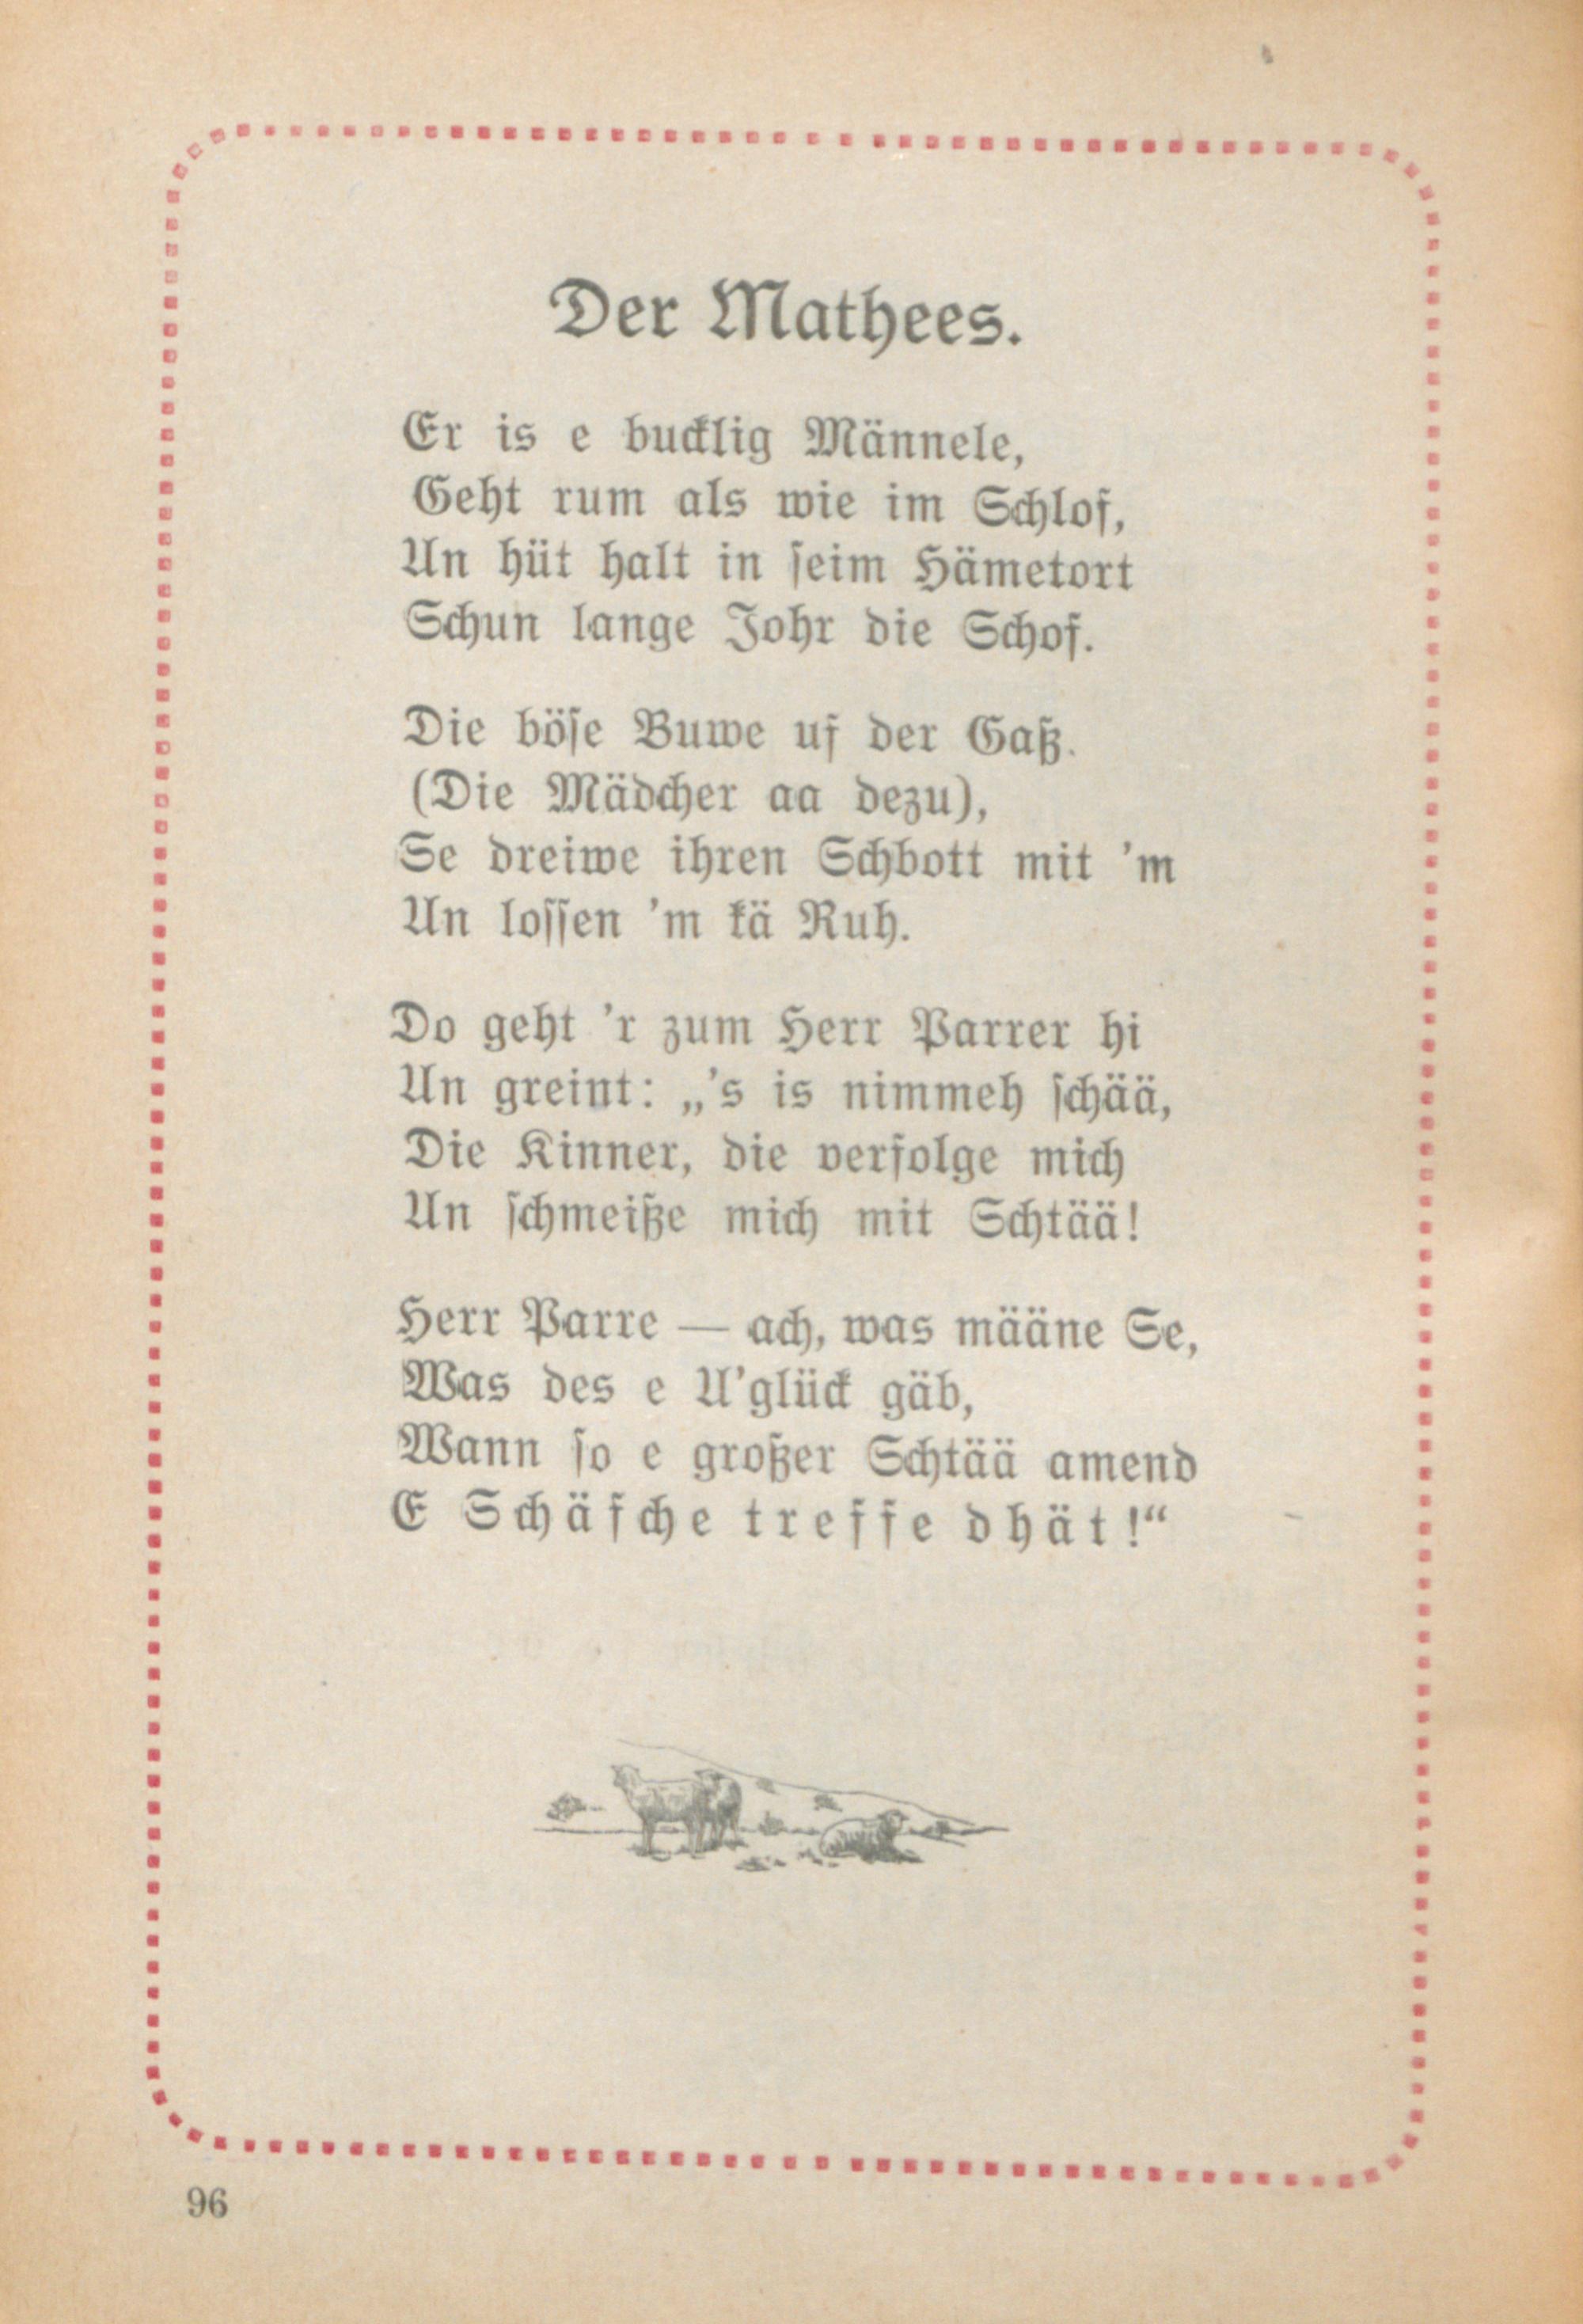 Der Mathees.
Er is e bucklig Männele,
Geht rum als wie im Schlof,
Un hüt halt in seim Hämetort
Schun lange Johr die Schof.
Die böse Buwe uf der Gaß.
(Die Mädcher aa dezu),
Se dreiwe ihren Schbott mit ’m
Un lossen ’m kä Ruh.
Do geht ’r zum Herr Parrer hi
Un greint: „’s is nimmeh schää,
Die Kinner, die verfolge mich
Un schmeiße mich mit Schtää!
Herr Parre — ach, was määne Se,
Was des e U’glück gäb,
Wann so e großer Schtää amend
E Schäfche treffe dhät!“
96